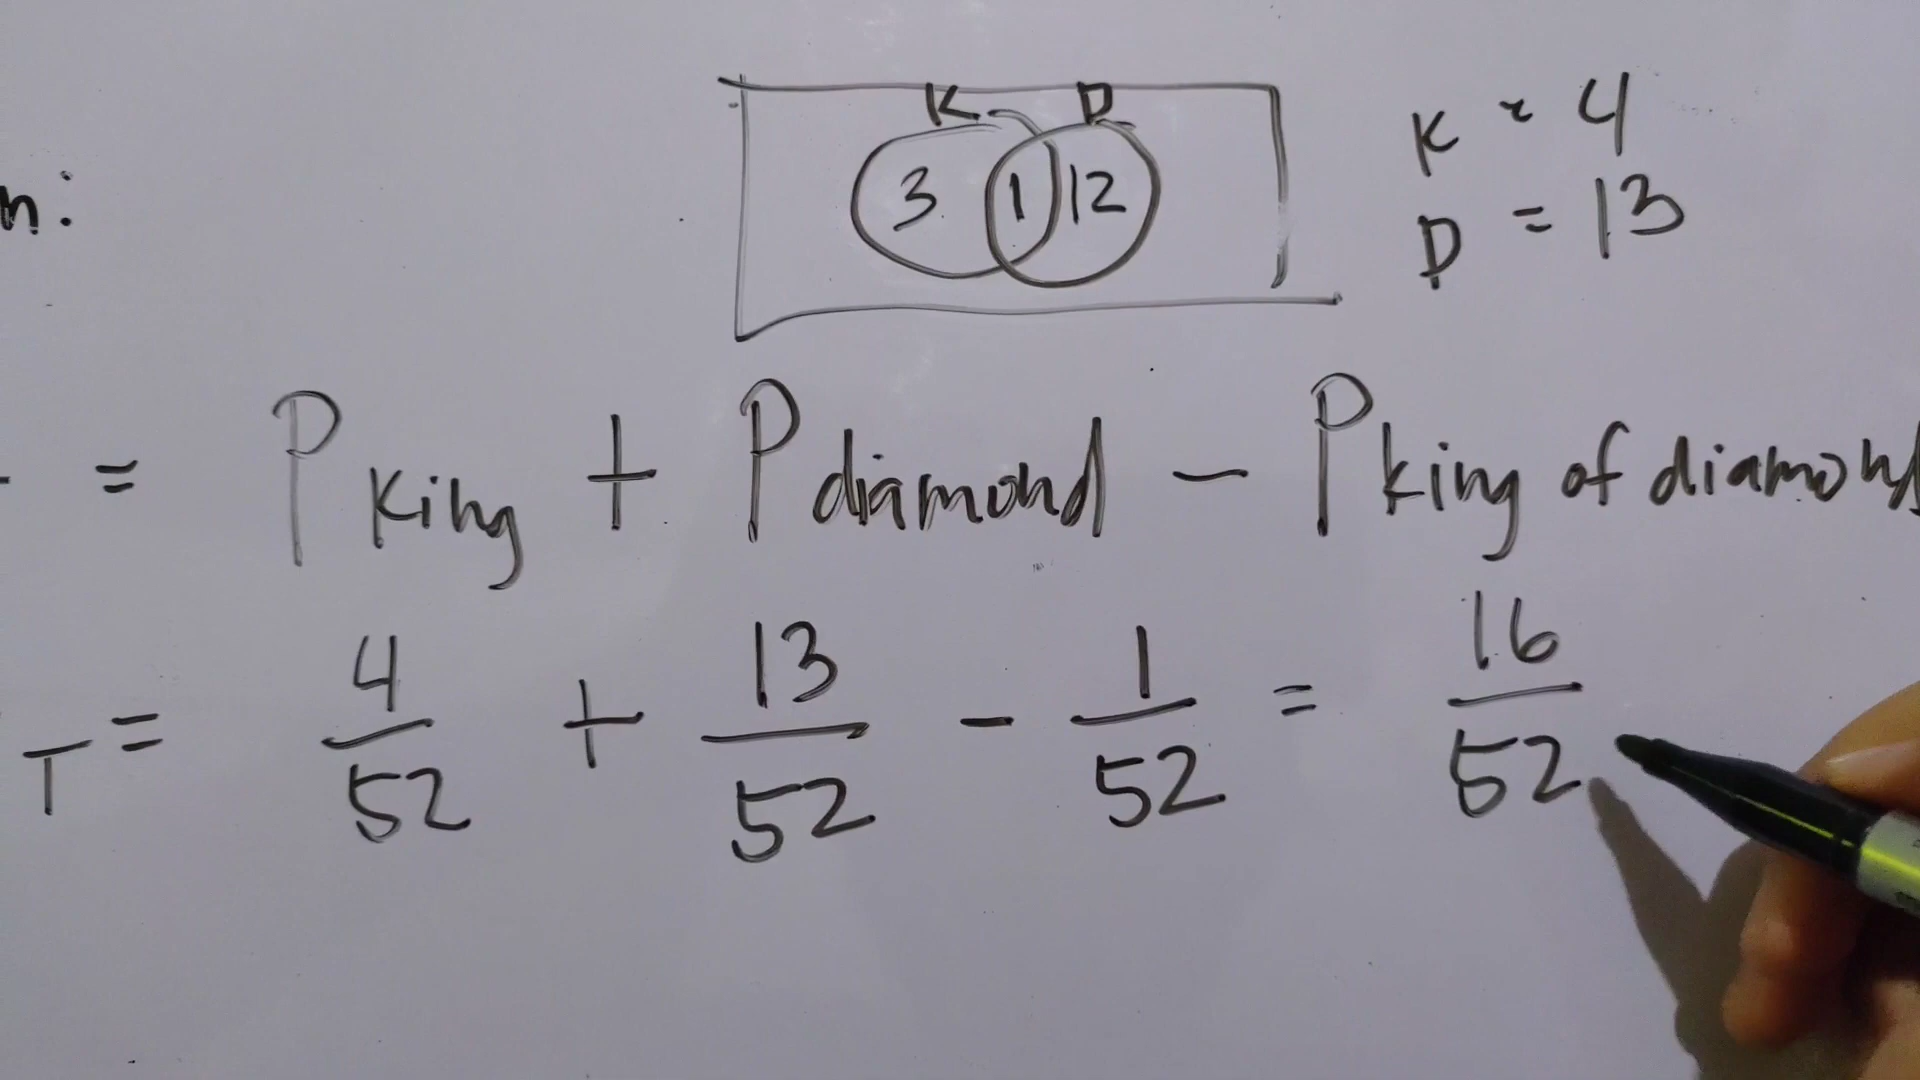 n:
K D
3 1 12
K = 4
D = 13
= P King + P diamond - P king of diamond
T = 4/52 + 13/52 - 1/52 = 16/52